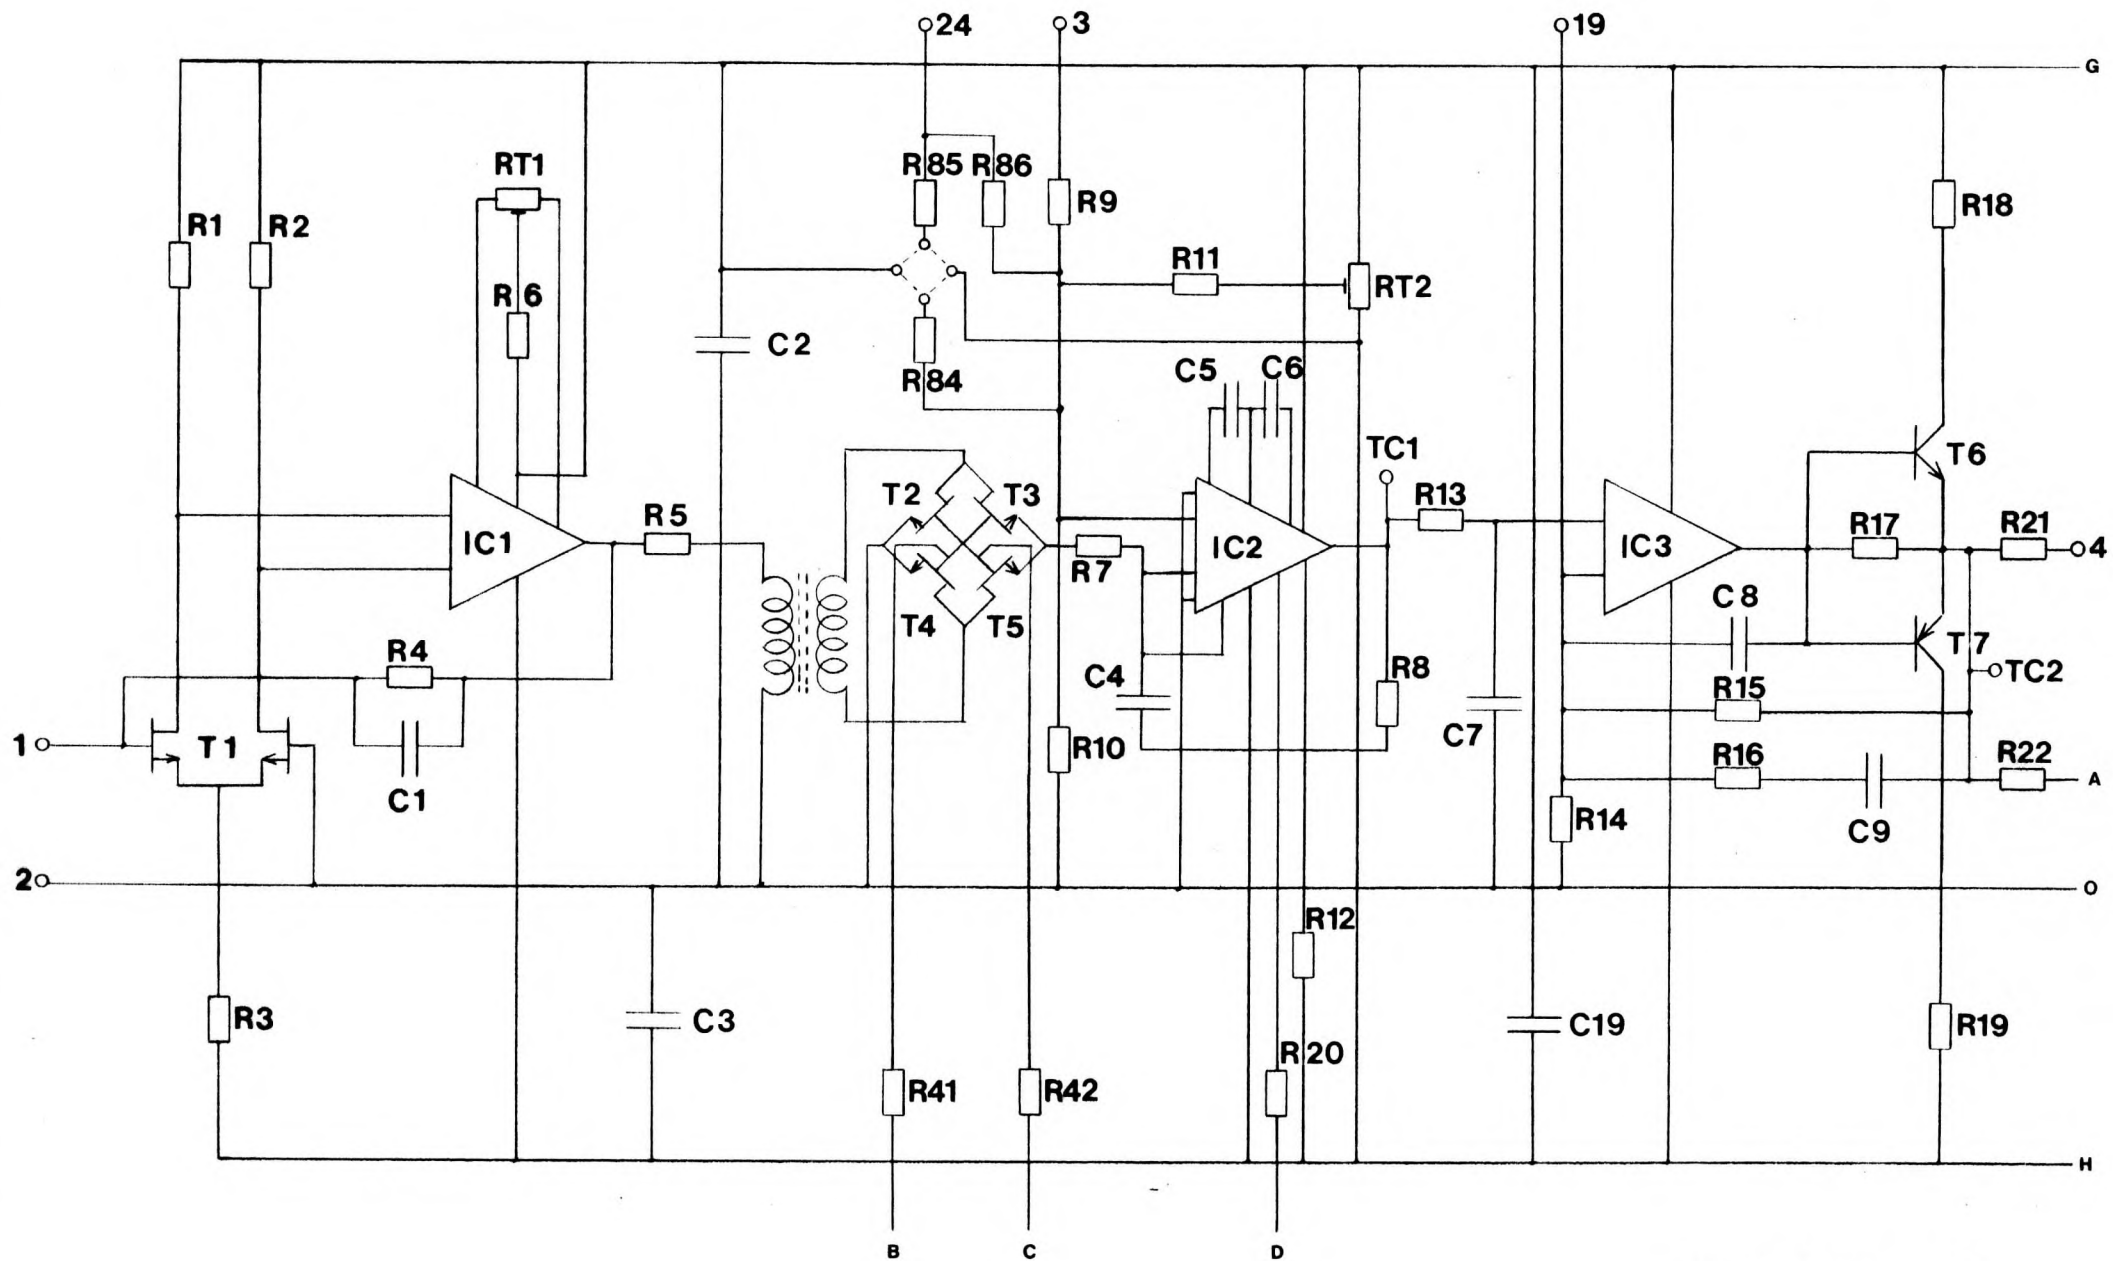 24 3 19
G
R85 R86
RT1
R9 R18
R1 R2
R11
R6 RT2
C2
R84 C5 C6
TC1
T6
T2 T3 R13
R5 R17 R21
IC1 IC2 IC3 4
R7
C8
T4 T5
T7
R4 C4 R8 TC2
R15
1 T1 R10 C7
R16 R22
A
C1 R14 C9
2 O
R12
R3 C3 C19 R19
R20
R41 R42
H
B C D